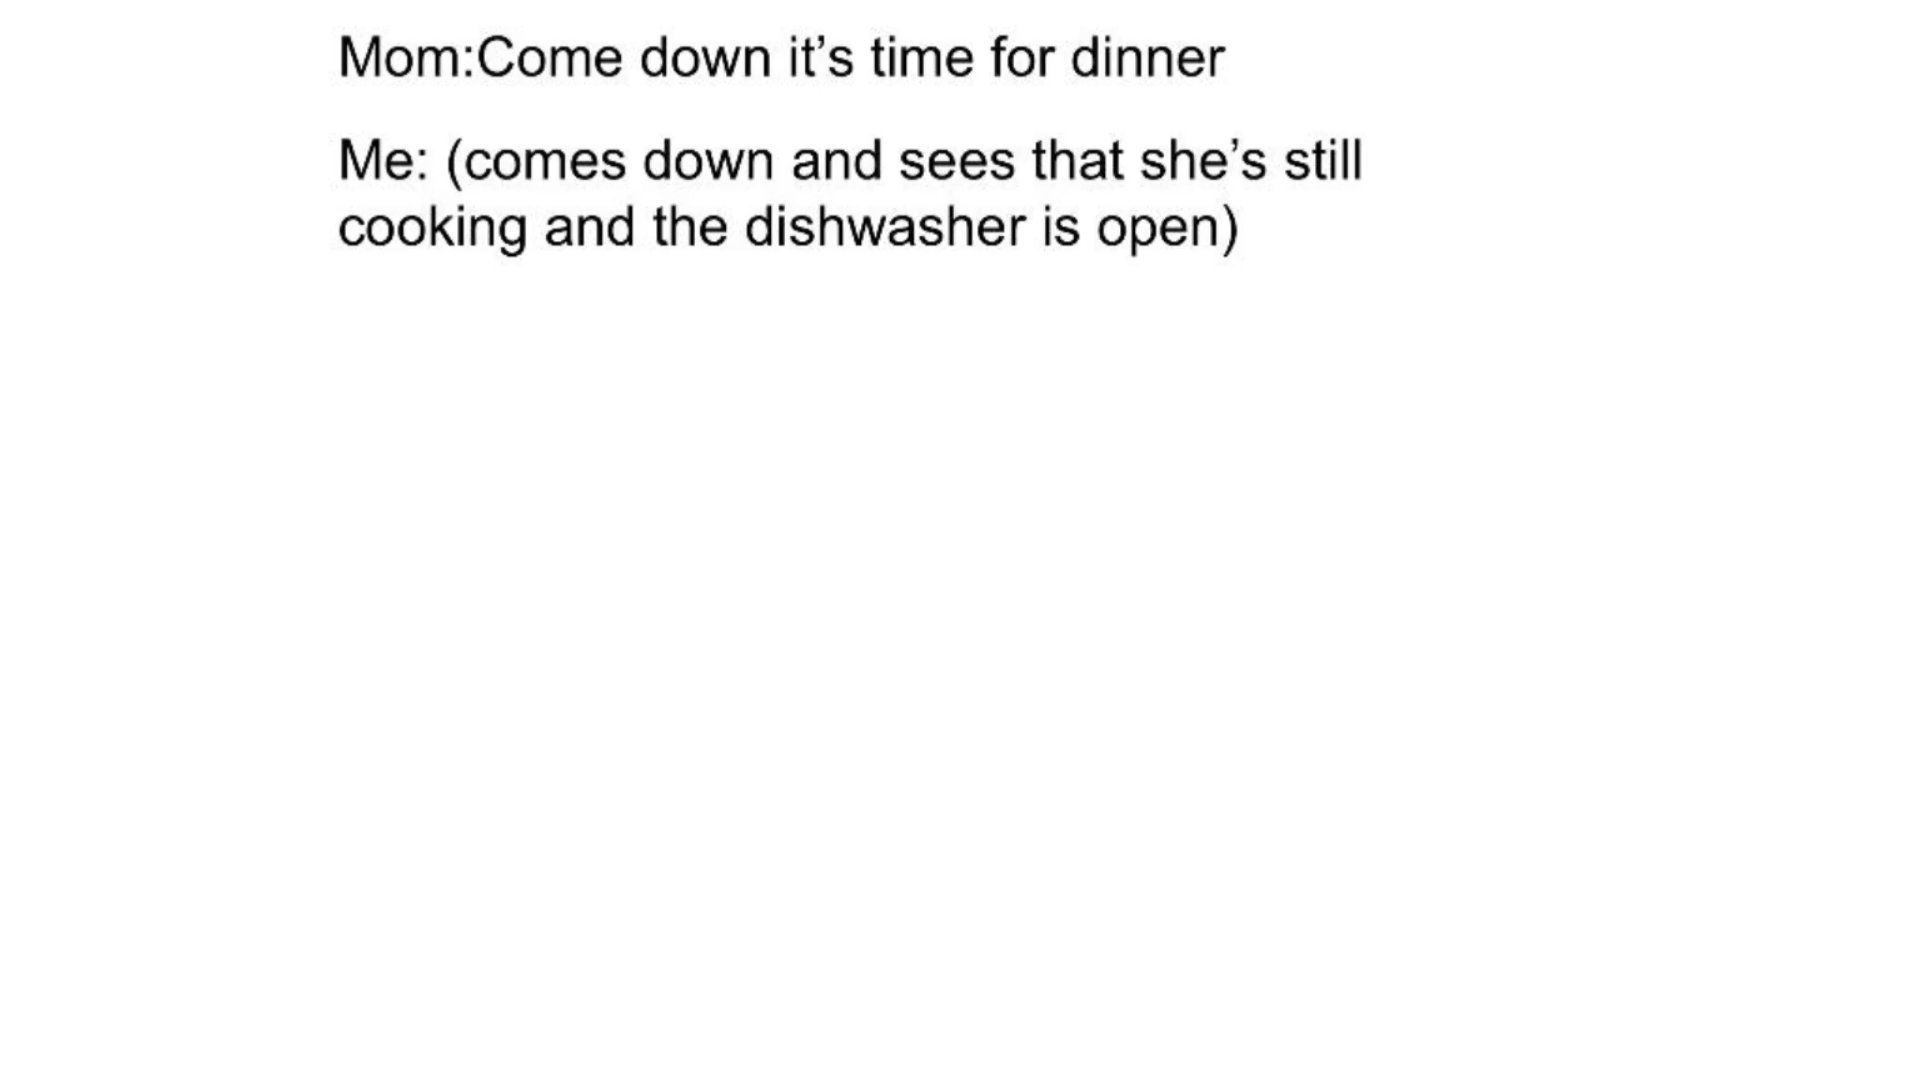 Mom:Come down it’s time for dinner
Me: (comes down and sees that she’s still
cooking and the dishwasher is open)